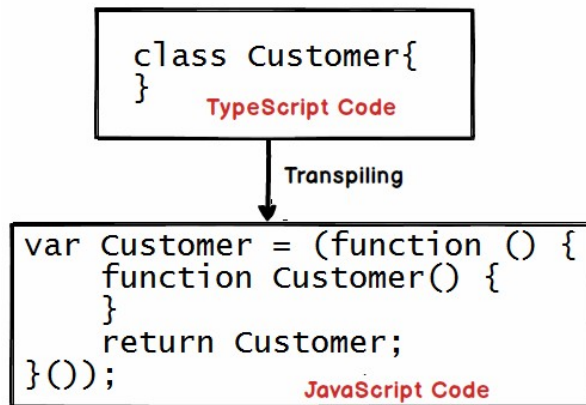 class Customer{
}
TypeScript Code
Transpiling
var Customer = (function () {
    function Customer() {
    }
    return Customer;
}());
JavaScript Code